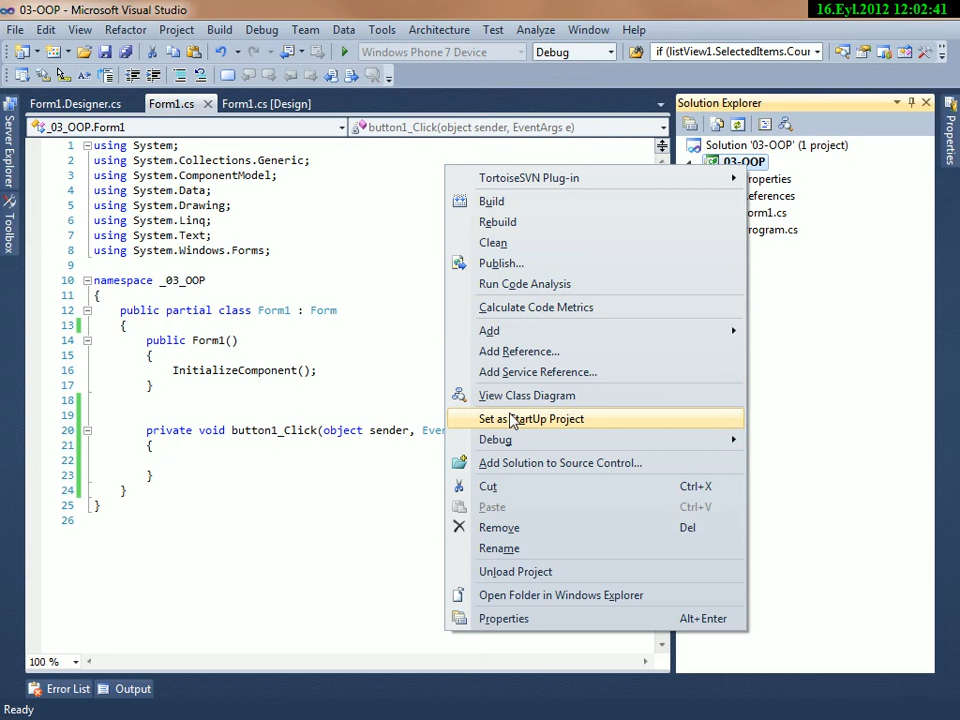 03-OOP - Microsoft Visual Studio
16.Eyl.2012 12:02:41
File Edit View Refactor Project Build Debug Team Data Tools Architecture Test Analyze Window Help
Windows Phone 7 Device Debug if (listView1.SelectedItems.Cour
Form1.Designer.cs Form1.cs Form1.cs [Design]
Solution Explorer
_03_OOP.Form1 button1_Click(object sender, EventArgs e)
Server Explorer
Toolbox
Properties
Solution '03-OOP' (1 project)
03-OOP
roperties
eferences
orm1.cs
rogram.cs
1 using System;
2 using System.Collections.Generic;
3 using System.ComponentModel;
4 using System.Data;
5 using System.Drawing;
6 using System.Linq;
7 using System.Text;
8 using System.Windows.Forms;
9
10 namespace _03_OOP
11 {
12 public partial class Form1 : Form
13 {
14 public Form1()
15 {
16 InitializeComponent();
17 }
18
19
20 private void button1_Click(object sender, Eve
21 {
22
23 }
24 }
25 }
26
TortoiseSVN Plug-in
Build
Rebuild
Clean
Publish...
Run Code Analysis
Calculate Code Metrics
Add
Add Reference...
Add Service Reference...
View Class Diagram
Set as StartUp Project
Debug
Add Solution to Source Control...
Cut Ctrl+X
Paste Ctrl+V
Remove Del
Rename
Unload Project
Open Folder in Windows Explorer
Properties Alt+Enter
100 %
Error List Output
Ready